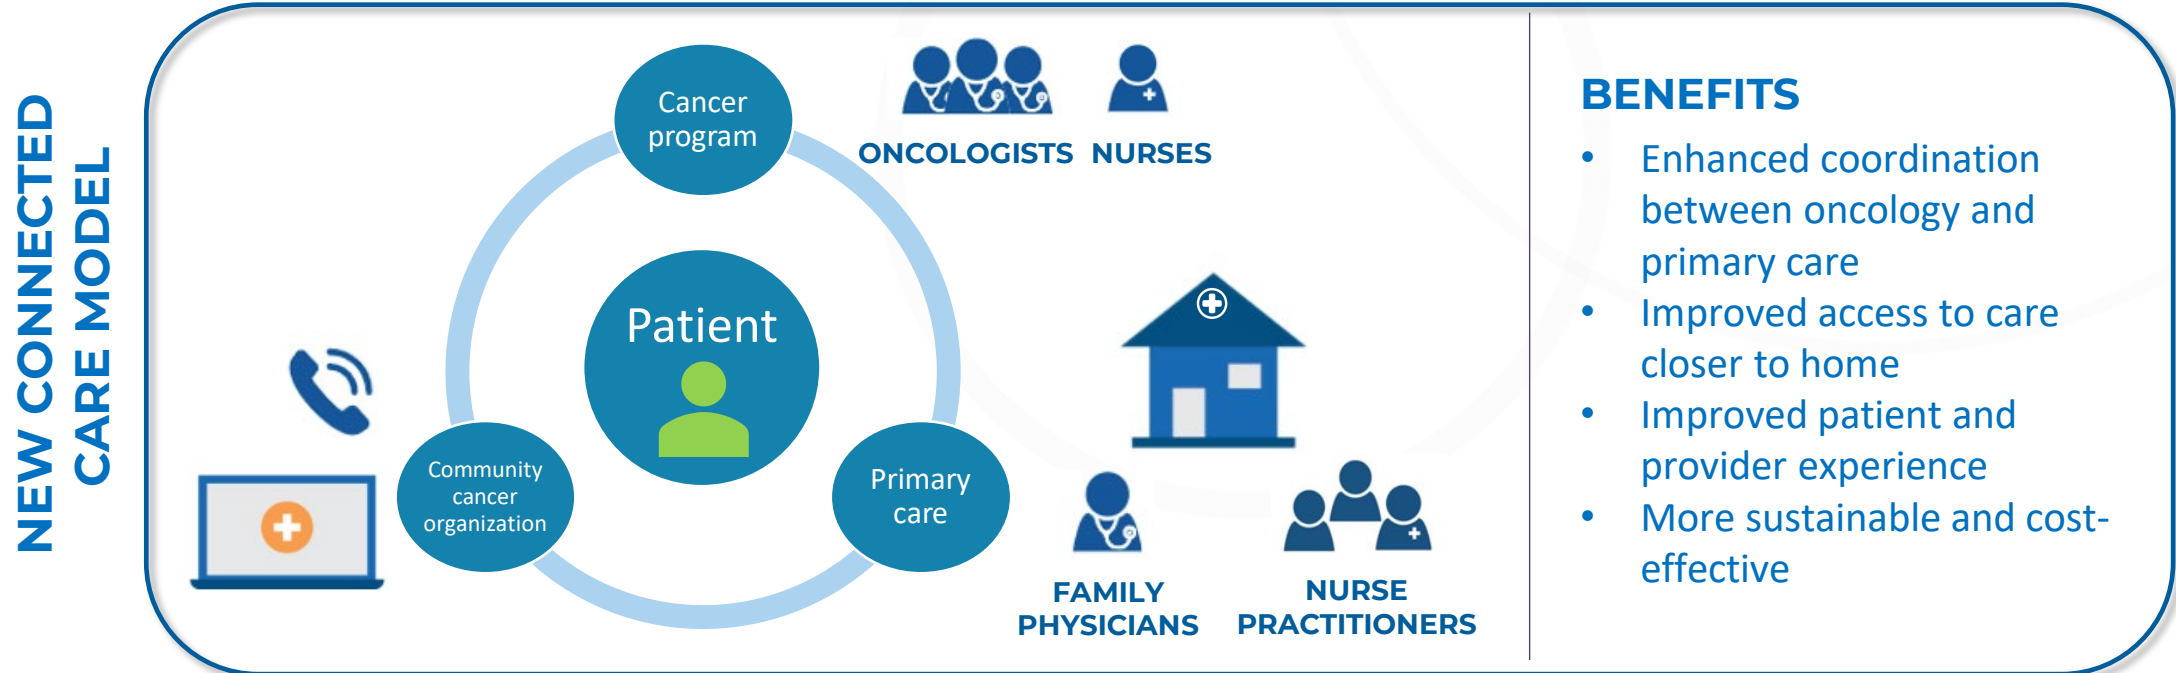 NEW CONNECTED
CARE MODEL
Cancer
program
ONCOLOGISTS NURSES
Patient
Community
cancer
organization
Primary
care
FAMILY
PHYSICIANS
NURSE
PRACTITIONERS
BENEFITS
• Enhanced coordination
between oncology and
primary care
• Improved access to care
closer to home
• Improved patient and
provider experience
• More sustainable and cost-
effective